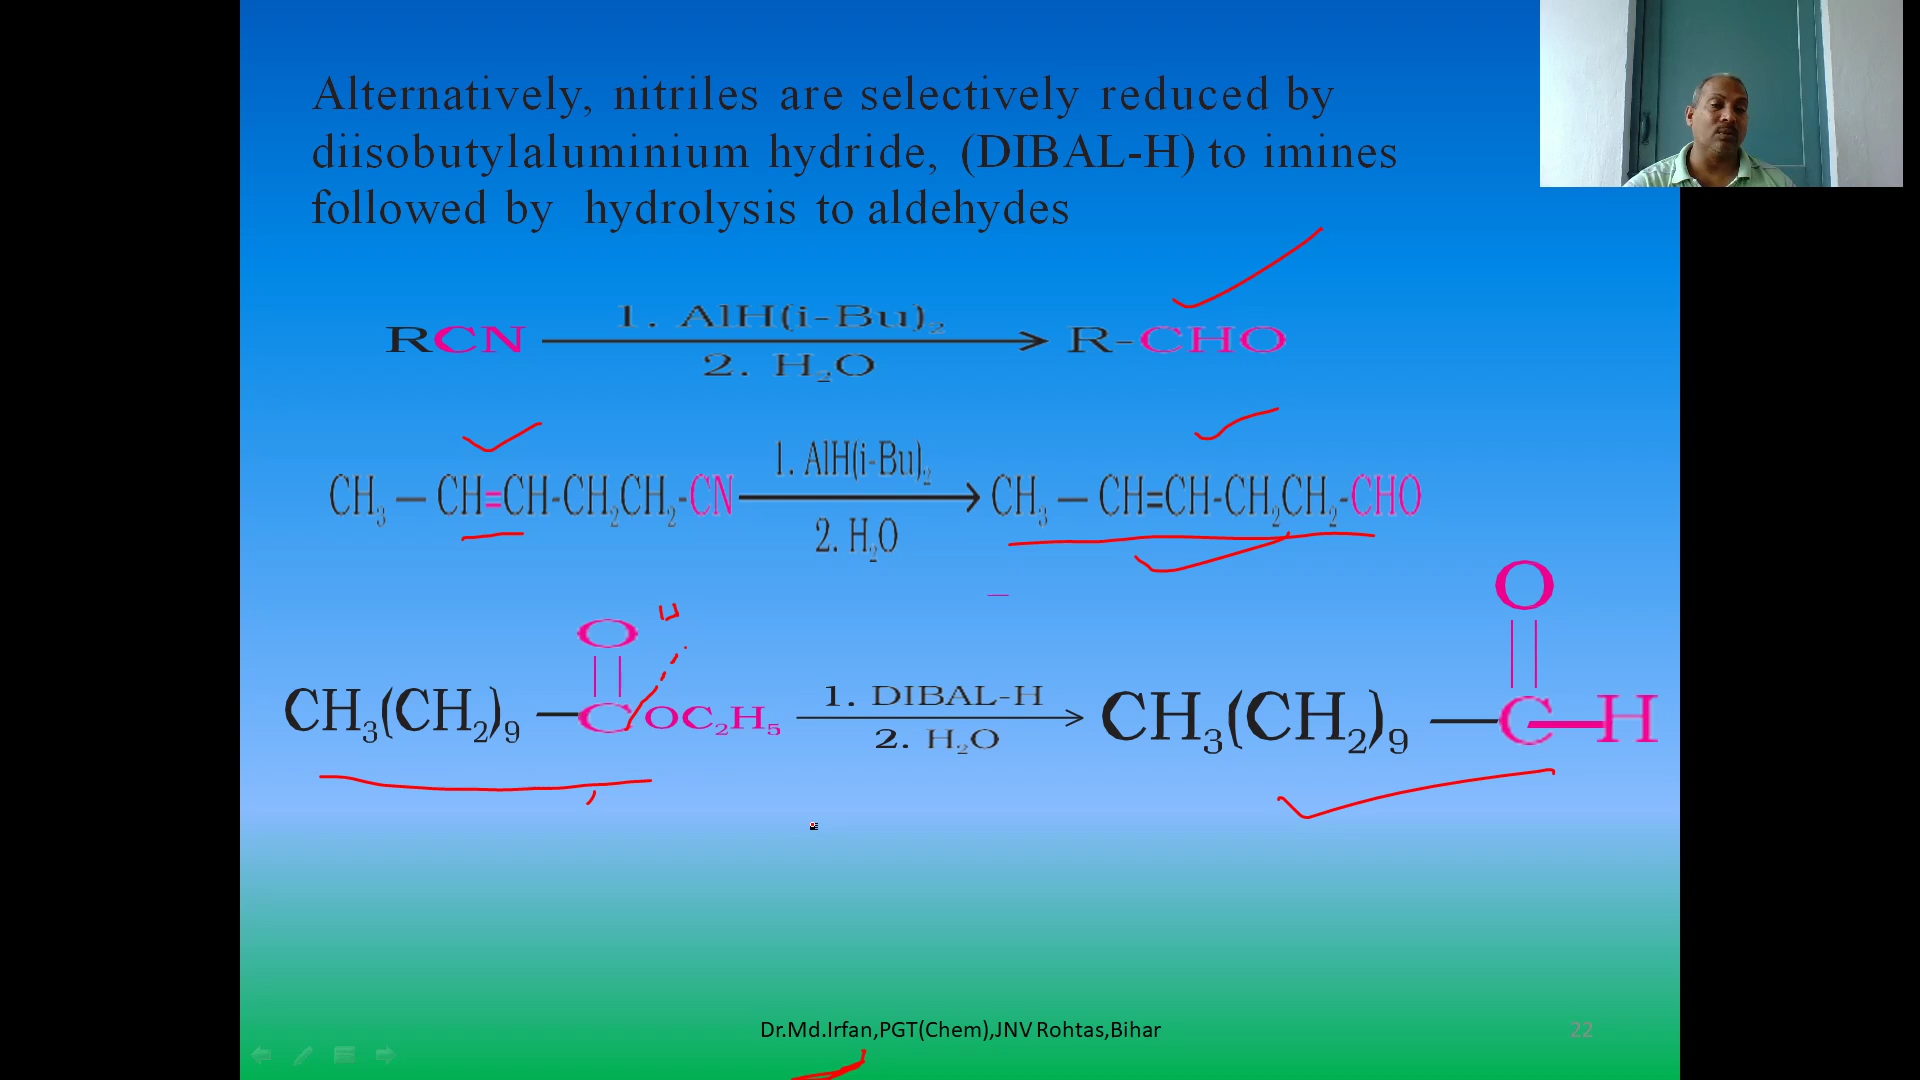 Alternatively, nitriles are selectively reduced by
diisobutylaluminium hydride, (DIBAL-H) to imines
followed by hydrolysis to aldehydes
1. AlH(i-Bu)₂
RCN R-CHO
2. H₂O
1. AlH(i-Bu)₂
CH₃ — CH=CH-CH₂CH₂-CN CH₃ — CH=CH-CH₂CH₂-CHO
2. H₂O
O
O
CH₃(CH₂)₉ — C OC₂H₅ 1. DIBAL-H CH₃(CH₂)₉ — C — H
2. H₂O
Dr.Md.Irfan,PGT(Chem),JNV Rohtas,Bihar
22